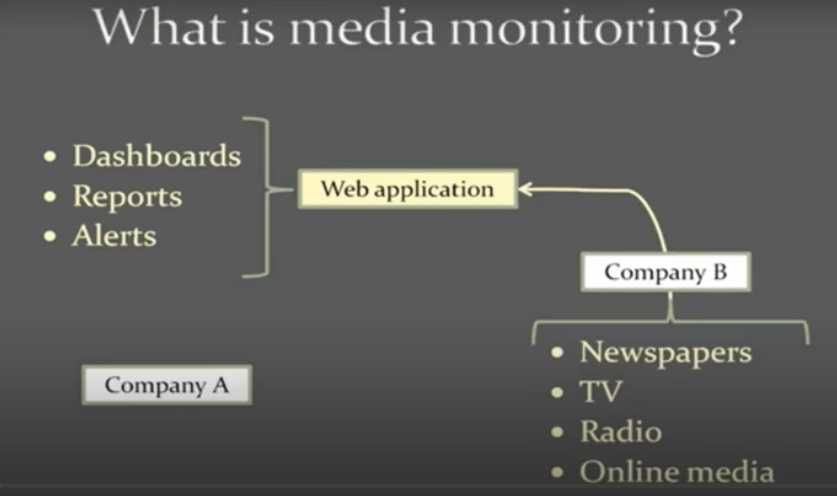 What is media monitoring?
• Dashboards
• Reports
• Alerts
Web application
Company B
• Newspapers
• TV
• Radio
• Online media
Company A